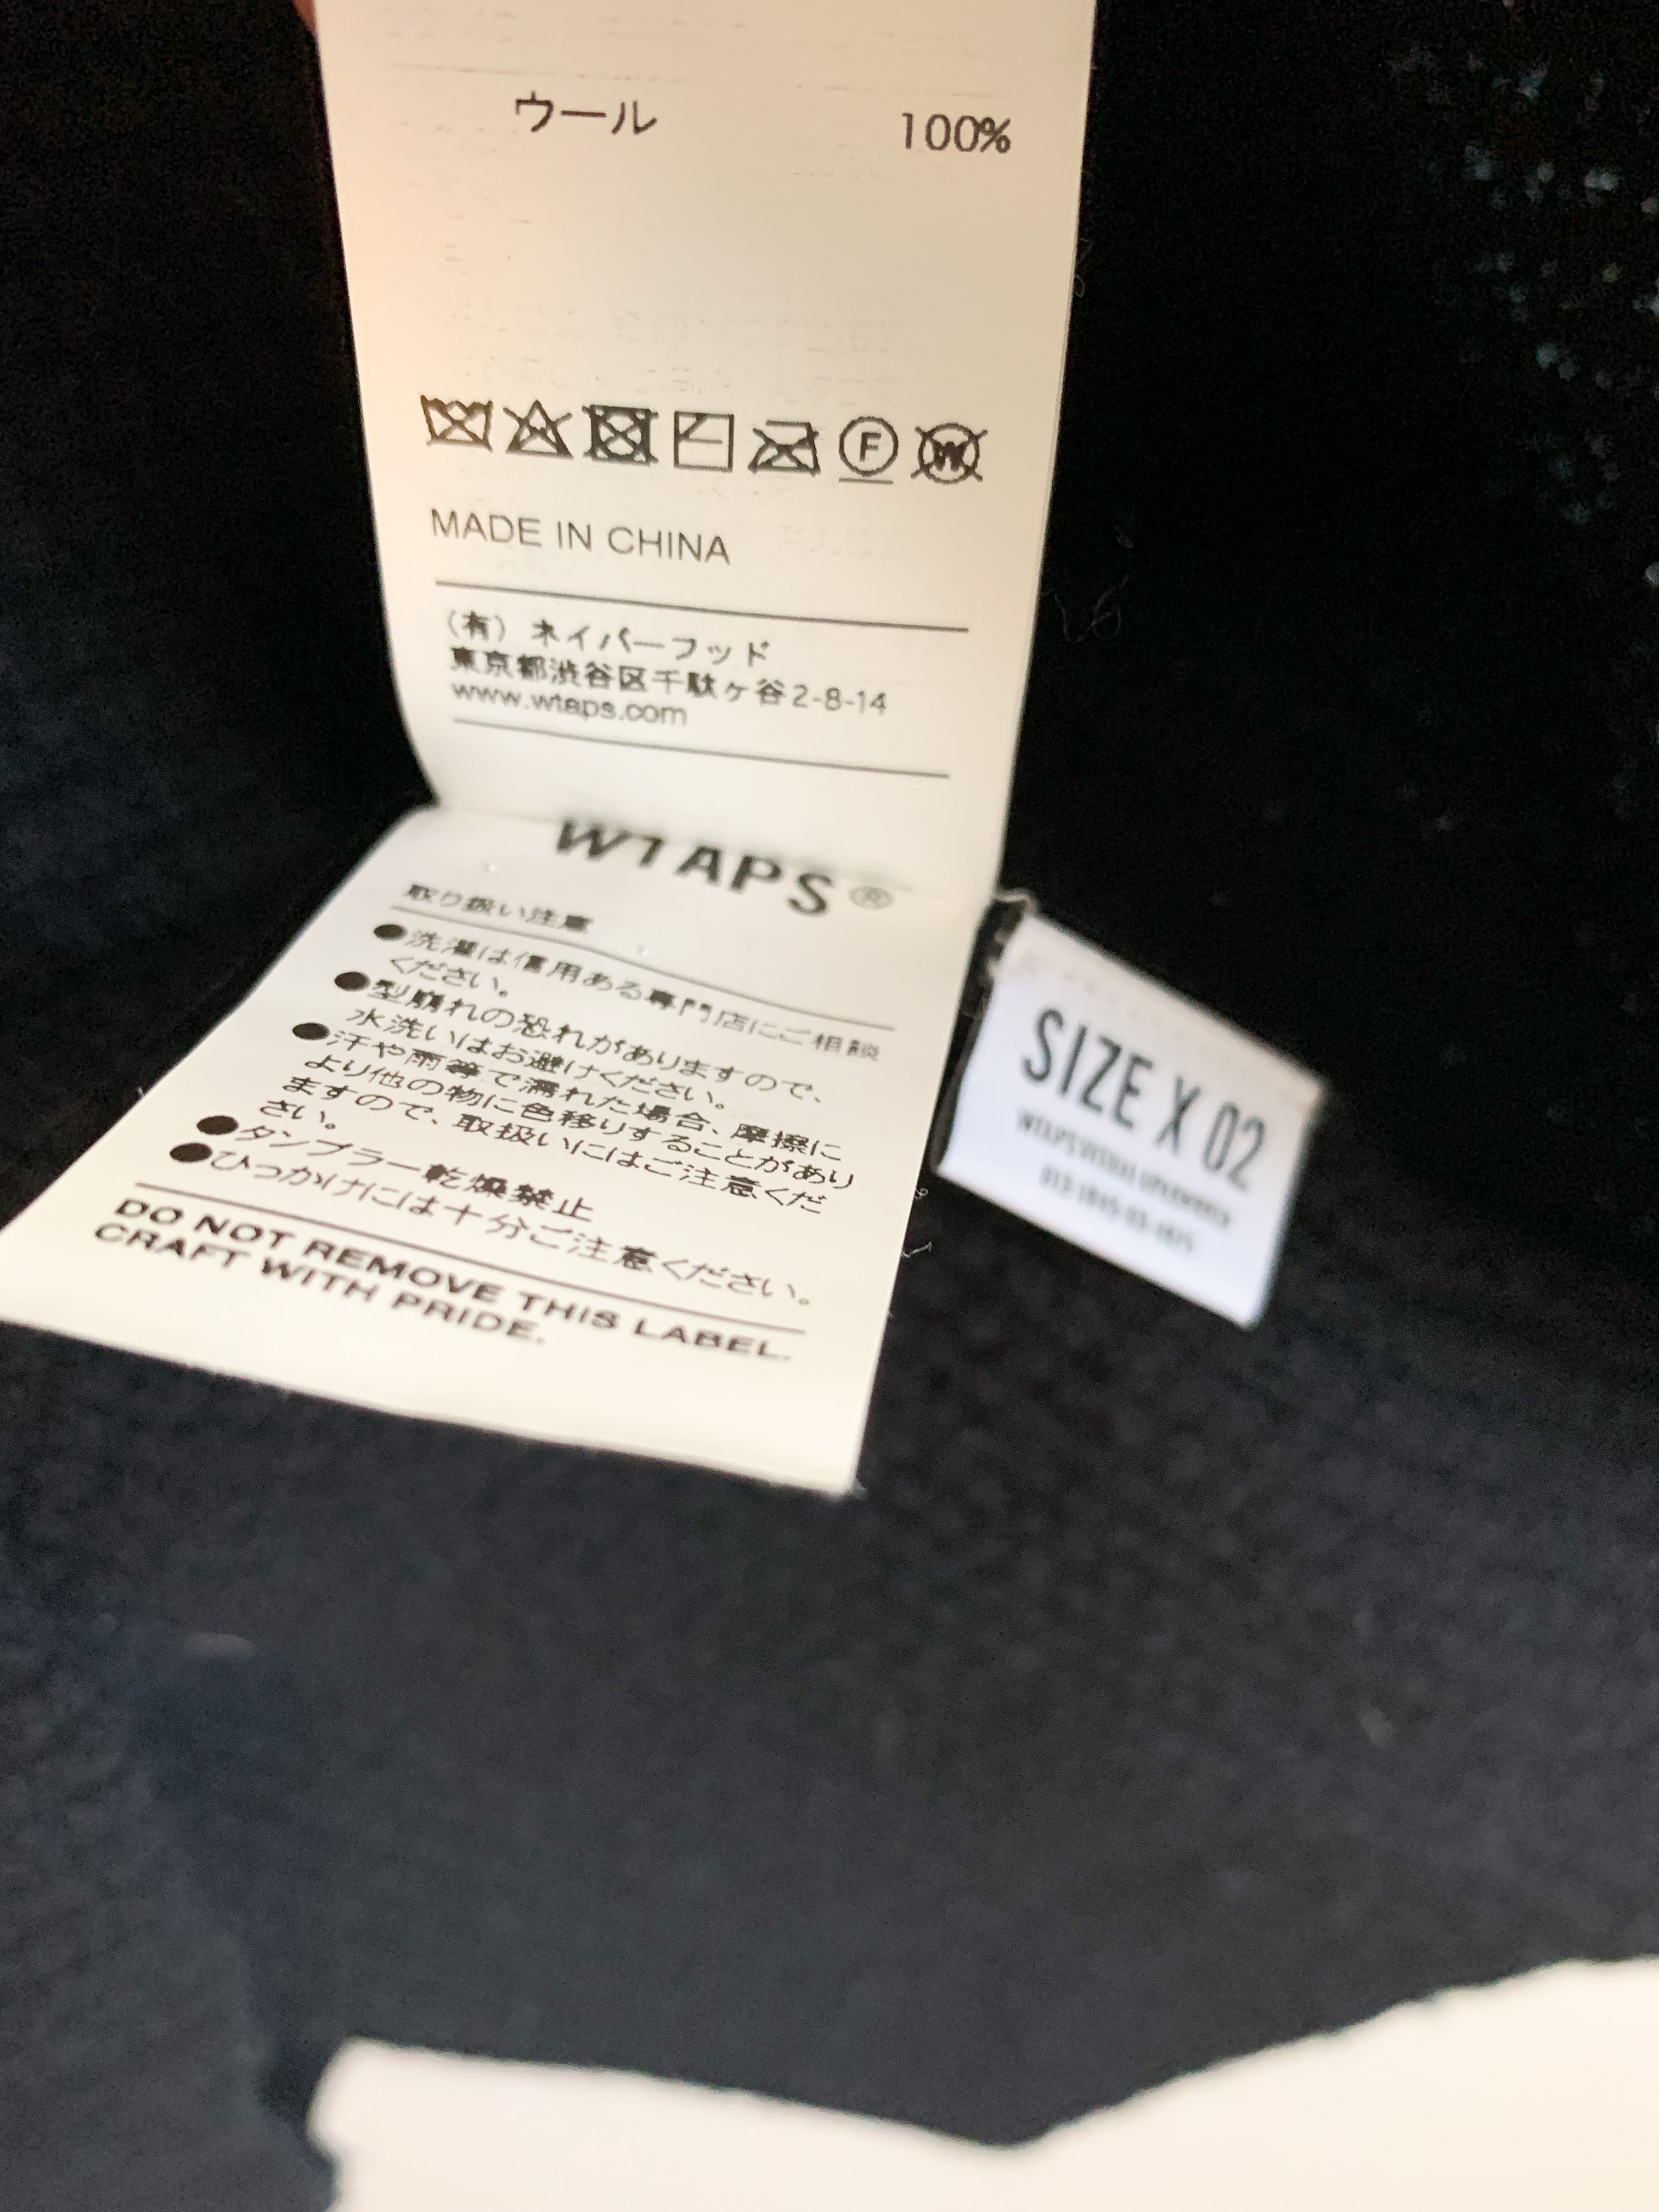 ウール 100%
MADE IN CHINA
(有) ネイバーフッド
東京都渋谷区千駄ヶ谷2-8-14
www.wtaps.com
WTAPS®
取り扱い注意
●洗濯は信用ある専門店にご相談
ください。
●型崩れの恐れがありますので、
水洗いはお避けください。
●汗や雨等で濡れた場合、摩擦に
より他の物に色移りすることがあり
ますので、取扱いにはご注意くだ
さい。
●タンブラー乾燥禁止
●ひっかけには十分ご注意ください。
DO NOT REMOVE THIS LABEL.
CRAFT WITH PRIDE.
SIZE X 02